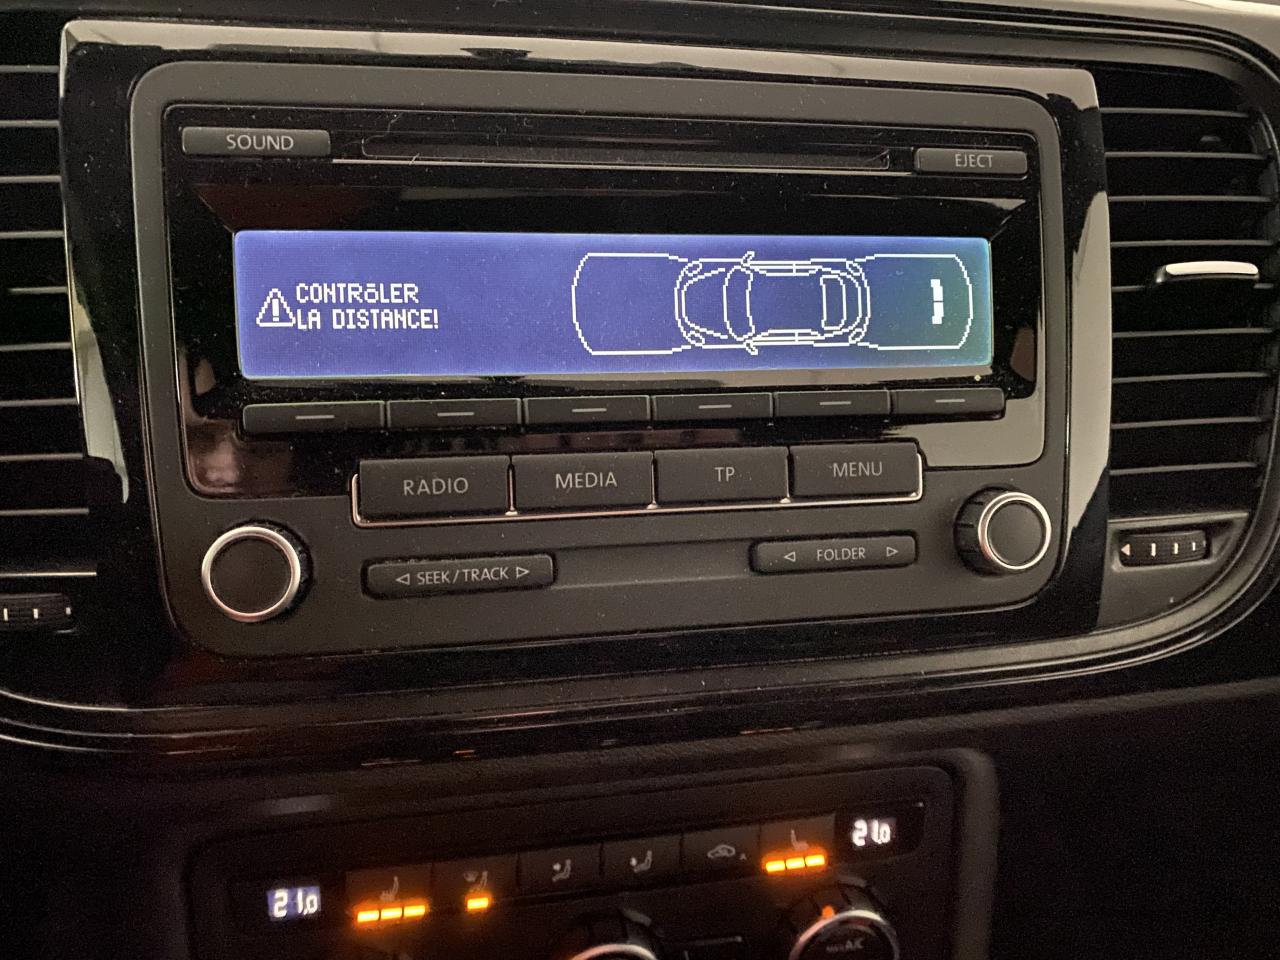 SOUND
EJECT
CONTRôLER
LA DISTANCE!
RADIO
MEDIA
TP
MENU
SEEK/TRACK
FOLDER
21.0
21.0
A
A/C